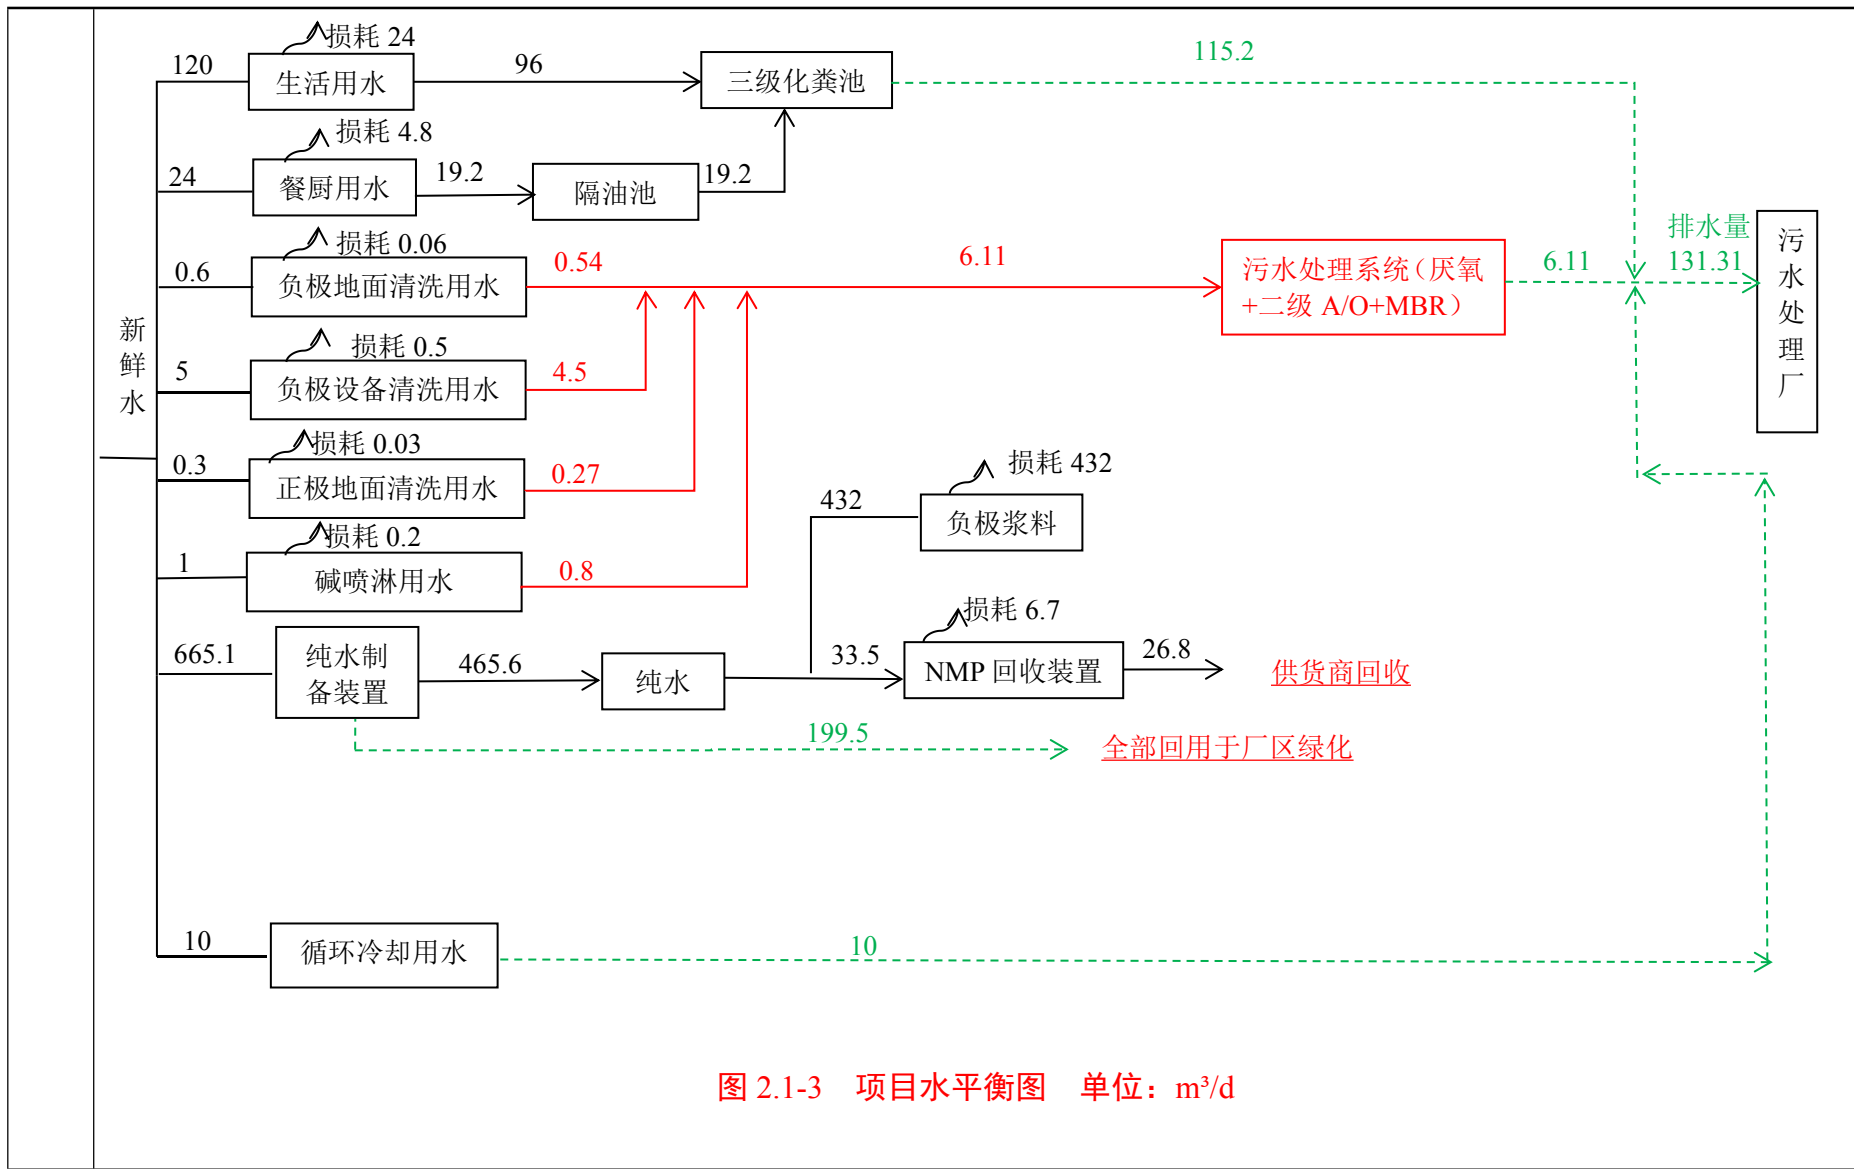 损耗 24
120
生活用水
96
三级化粪池
115.2
损耗 4.8
24
餐厨用水
19.2
隔油池
19.2
损耗 0.06
0.6
负极地面清洗用水
0.54
6.11
污水处理系统（厌氧
+二级 A/O+MBR）
6.11
排水量
131.31
污水处理厂
新鲜水
损耗 0.5
5
负极设备清洗用水
4.5
损耗 0.03
0.3
正极地面清洗用水
0.27
损耗 432
432
负极浆料
损耗 0.2
1
碱喷淋用水
0.8
损耗 6.7
665.1
纯水制
备装置
465.6
纯水
33.5
NMP 回收装置
26.8
供货商回收
199.5
全部回用于厂区绿化
10
循环冷却用水
10
图 2.1-3 项目水平衡图 单位：m³/d